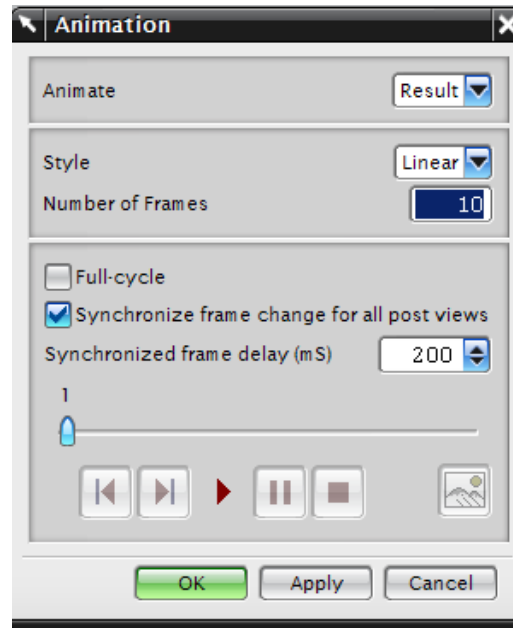 Animation
Animate Result
Style Linear
Number of Frames 10
Full-cycle
Synchronize frame change for all post views
Synchronized frame delay (mS) 200
1
OK Apply Cancel